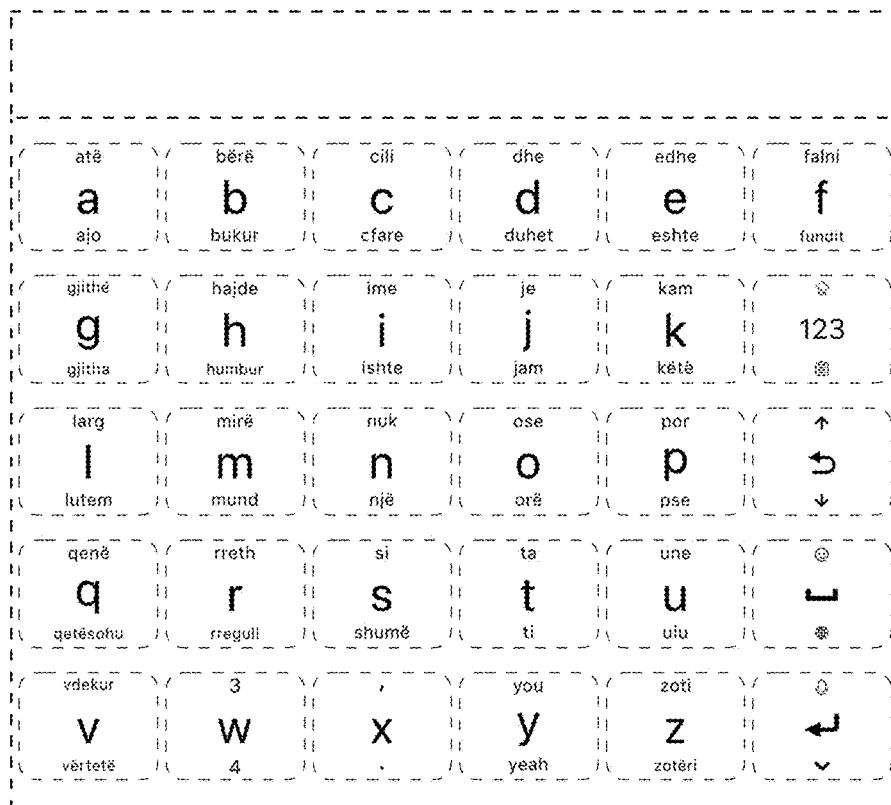 atë bërë cili dhe edhe falni
a b c d e f
ajo bukur cfare duhet eshte fundit
gjithë hajde ime je kam
g h i j k 123
gjitha humbur ishte jam këtë
larg mirë nuk ose por
l m n o p
lutem mund një orë pse
qenë rreth si ta une
q r s t u
qetësohu rregull shumë ti
vdekur 3 , you zoti
v w x y z
vërtetë 4 . yeah zotëri